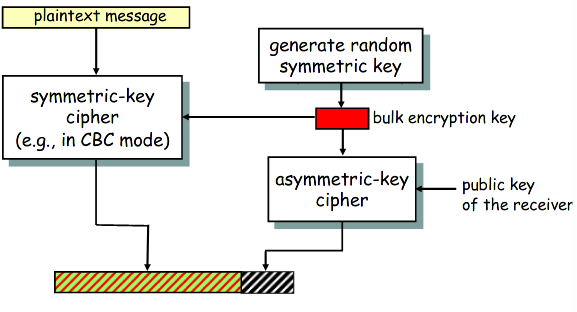 plaintext message
generate random
symmetric key
symmetric-key
cipher
(e.g., in CBC mode)
bulk encryption key
asymmetric-key
cipher
public key
of the receiver